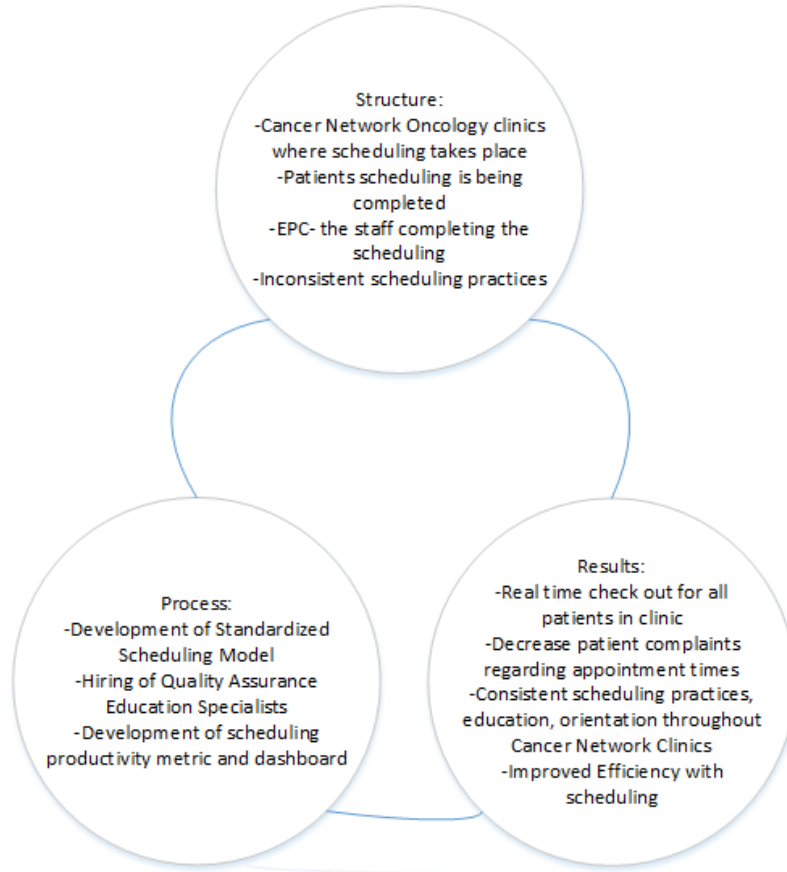 Structure:
-Cancer Network Oncology clinics
where scheduling takes place
-Patients scheduling is being
completed
-EPC- the staff completing the
scheduling
-Inconsistent scheduling practices
Process:
-Development of Standardized
Scheduling Model
-Hiring of Quality Assurance
Education Specialists
-Development of scheduling
productivity metric and dashboard
Results:
-Real time check out for all
patients in clinic
-Decrease patient complaints
regarding appointment times
-Consistent scheduling practices,
education, orientation throughout
Cancer Network Clinics
-Improved Efficiency with
scheduling